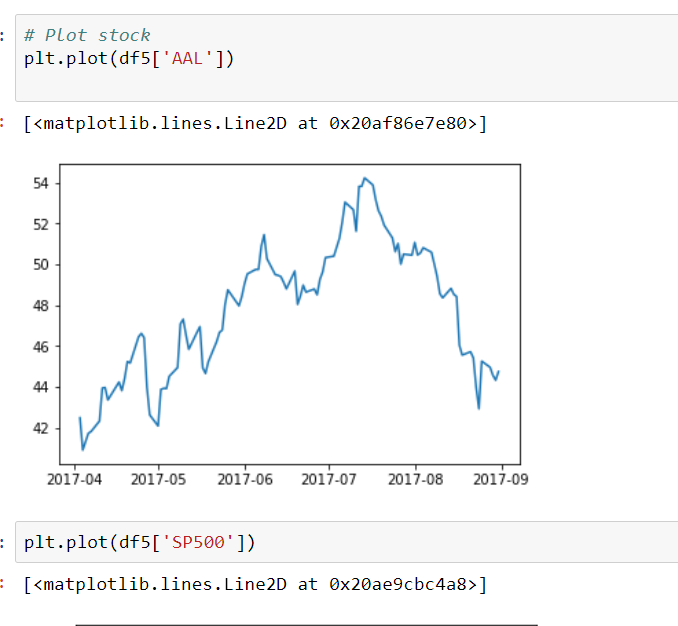 :
# Plot stock
plt.plot(df5['AAL'])
:
[<matplotlib.lines.Line2D at 0x20af86e7e80>]
54
52
50
48
46
44
42
2017-04 2017-05 2017-06 2017-07 2017-08 2017-09
:
plt.plot(df5['SP500'])
:
[<matplotlib.lines.Line2D at 0x20ae9cbc4a8>]